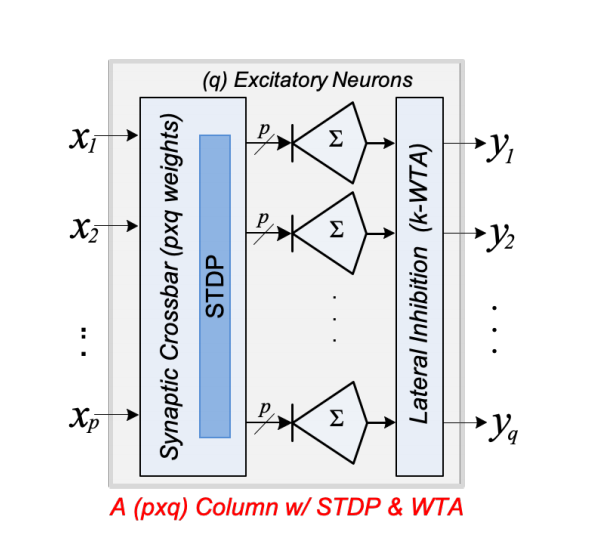 (q) Excitatory Neurons
x1
x2
⋮
xp
Synaptic Crossbar (pxq weights)
STDP
p
Σ
p
Σ
p
Σ
Lateral Inhibition (k-WTA)
y1
y2
yq
A (pxq) Column w/ STDP & WTA